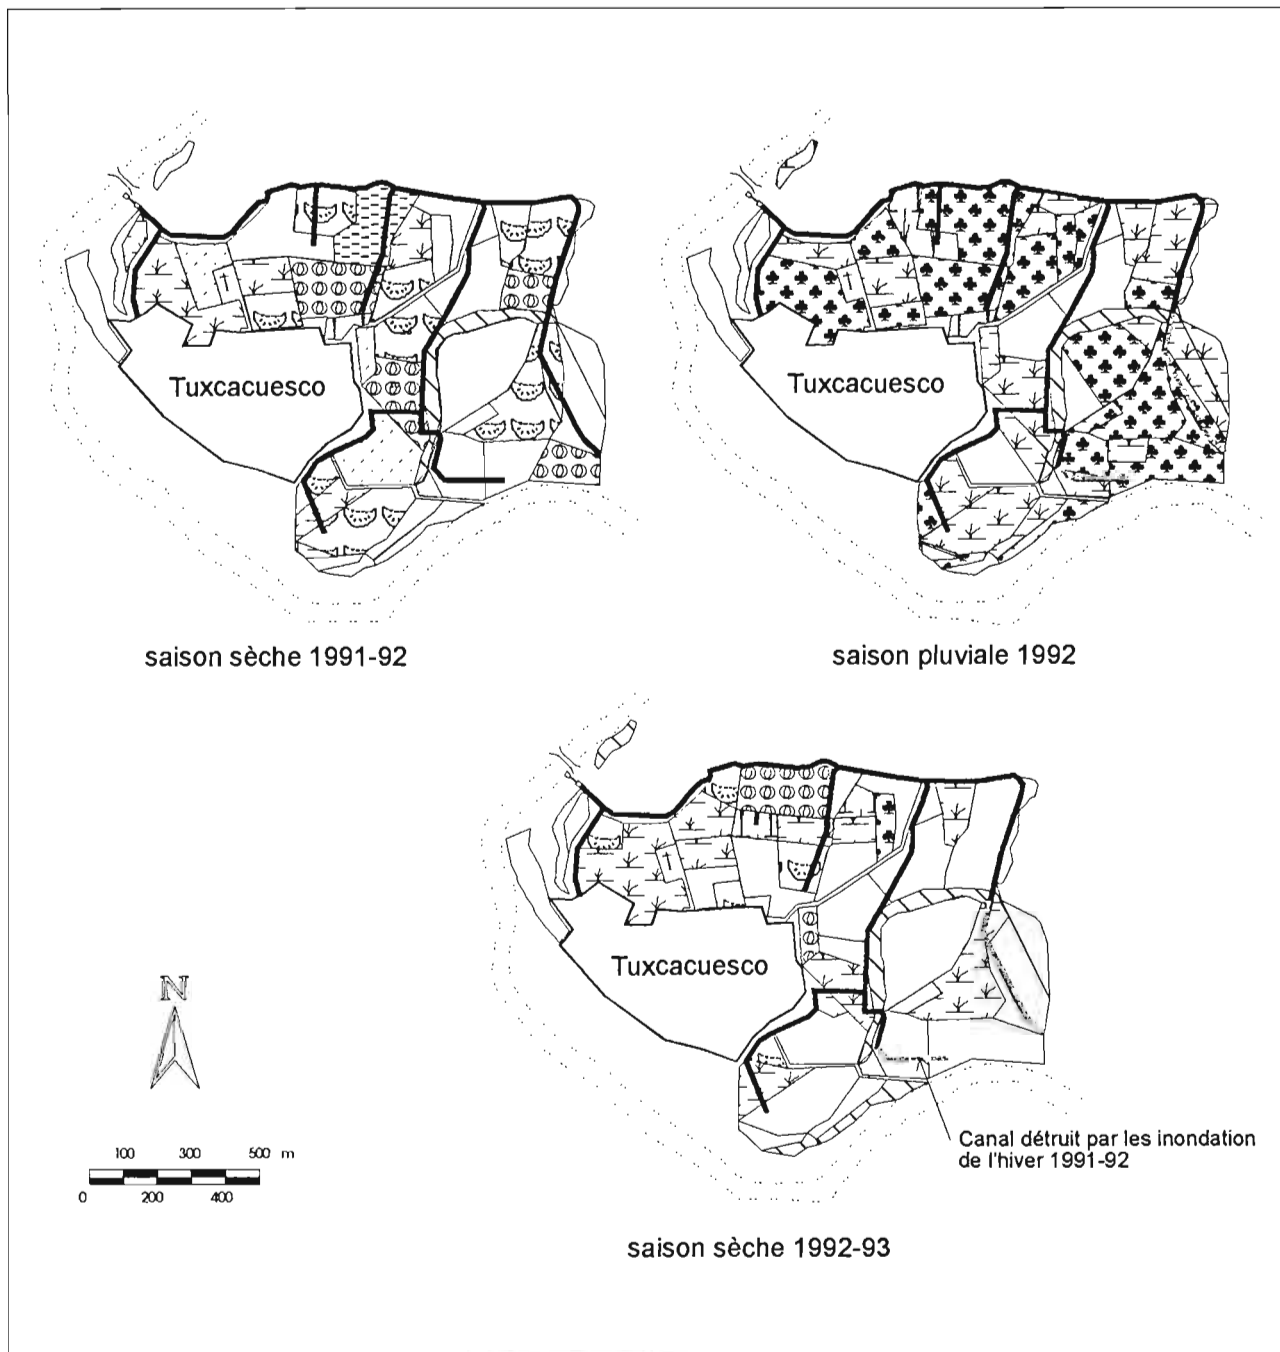 Tuxcacuesco
Tuxcacuesco
saison sèche 1991-92
saison pluviale 1992
Tuxcacuesco
N
100 300 500 m
0 200 400
Canal détruit par les inondation
de l'hiver 1991-92
saison sèche 1992-93